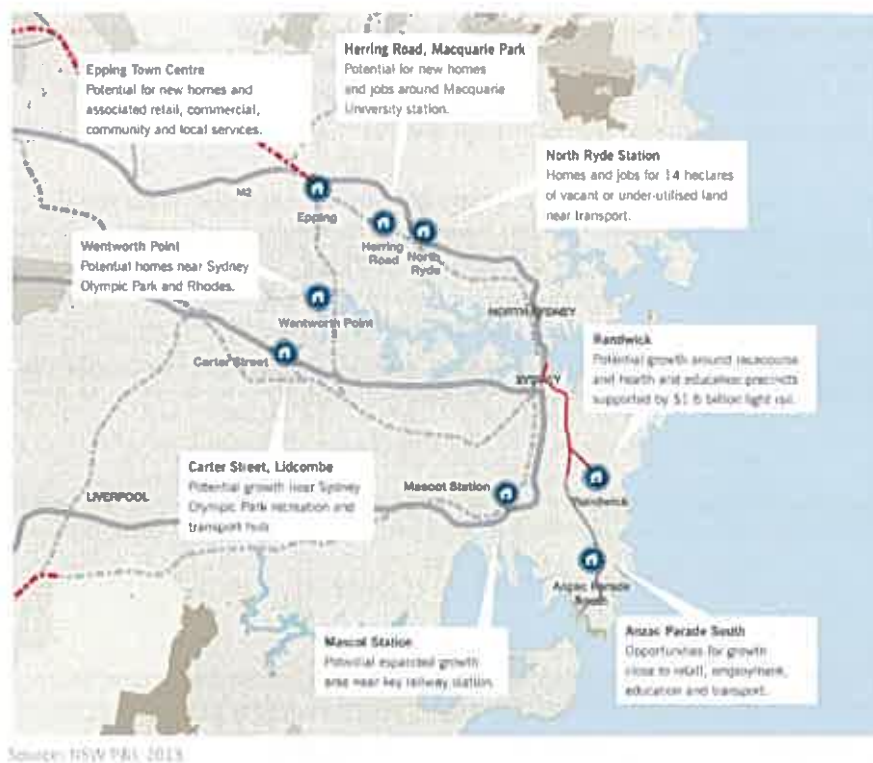 Epping Town Centre
Potential for new homes and
associated retail, commercial,
community and local services.
Herring Road, Macquarie Park
Potential for new homes
and jobs around Macquarie
University station.
North Ryde Station
Homes and jobs for 14 hectares
of vacant or under-utilised land
near transport.
M2
Epping
Herring
Road
North
Ryde
Wentworth Point
Potential homes near Sydney
Olympic Park and Rhodes.
Wentworth Point
NORTH SYDNEY
Carter Street
SYDNEY
Randwick
Potential growth around racecourse
and health and education precincts
supported by $1.6 billion light rail.
Carter Street, Lidcombe
Potential growth near Sydney
Olympic Park recreation and
transport hub
LIVERPOOL
Mascot Station
Randwick
Anzac Parade
South
Mascot Station
Potential expanded growth
area near key railway station.
Anzac Parade South
Opportunities for growth
close to retail, employment,
education and transport.
Source: NSW P&I, 2013